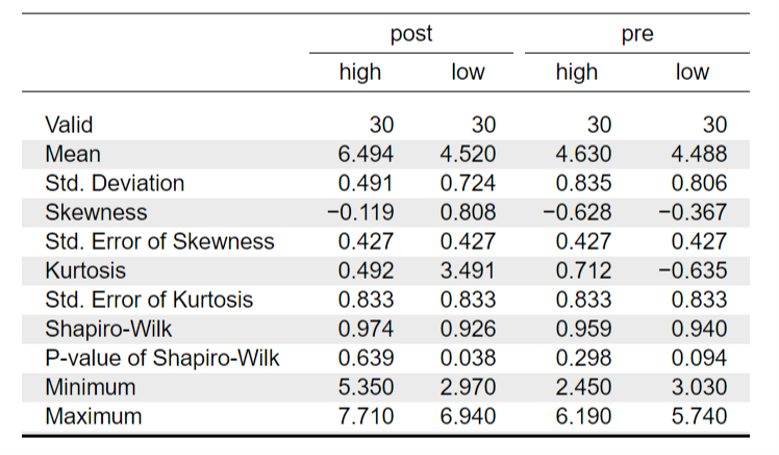 post pre
high low high low
Valid 30 30 30 30
Mean 6.494 4.520 4.630 4.488
Std. Deviation 0.491 0.724 0.835 0.806
Skewness −0.119 0.808 −0.628 −0.367
Std. Error of Skewness 0.427 0.427 0.427 0.427
Kurtosis 0.492 3.491 0.712 −0.635
Std. Error of Kurtosis 0.833 0.833 0.833 0.833
Shapiro-Wilk 0.974 0.926 0.959 0.940
P-value of Shapiro-Wilk 0.639 0.038 0.298 0.094
Minimum 5.350 2.970 2.450 3.030
Maximum 7.710 6.940 6.190 5.740